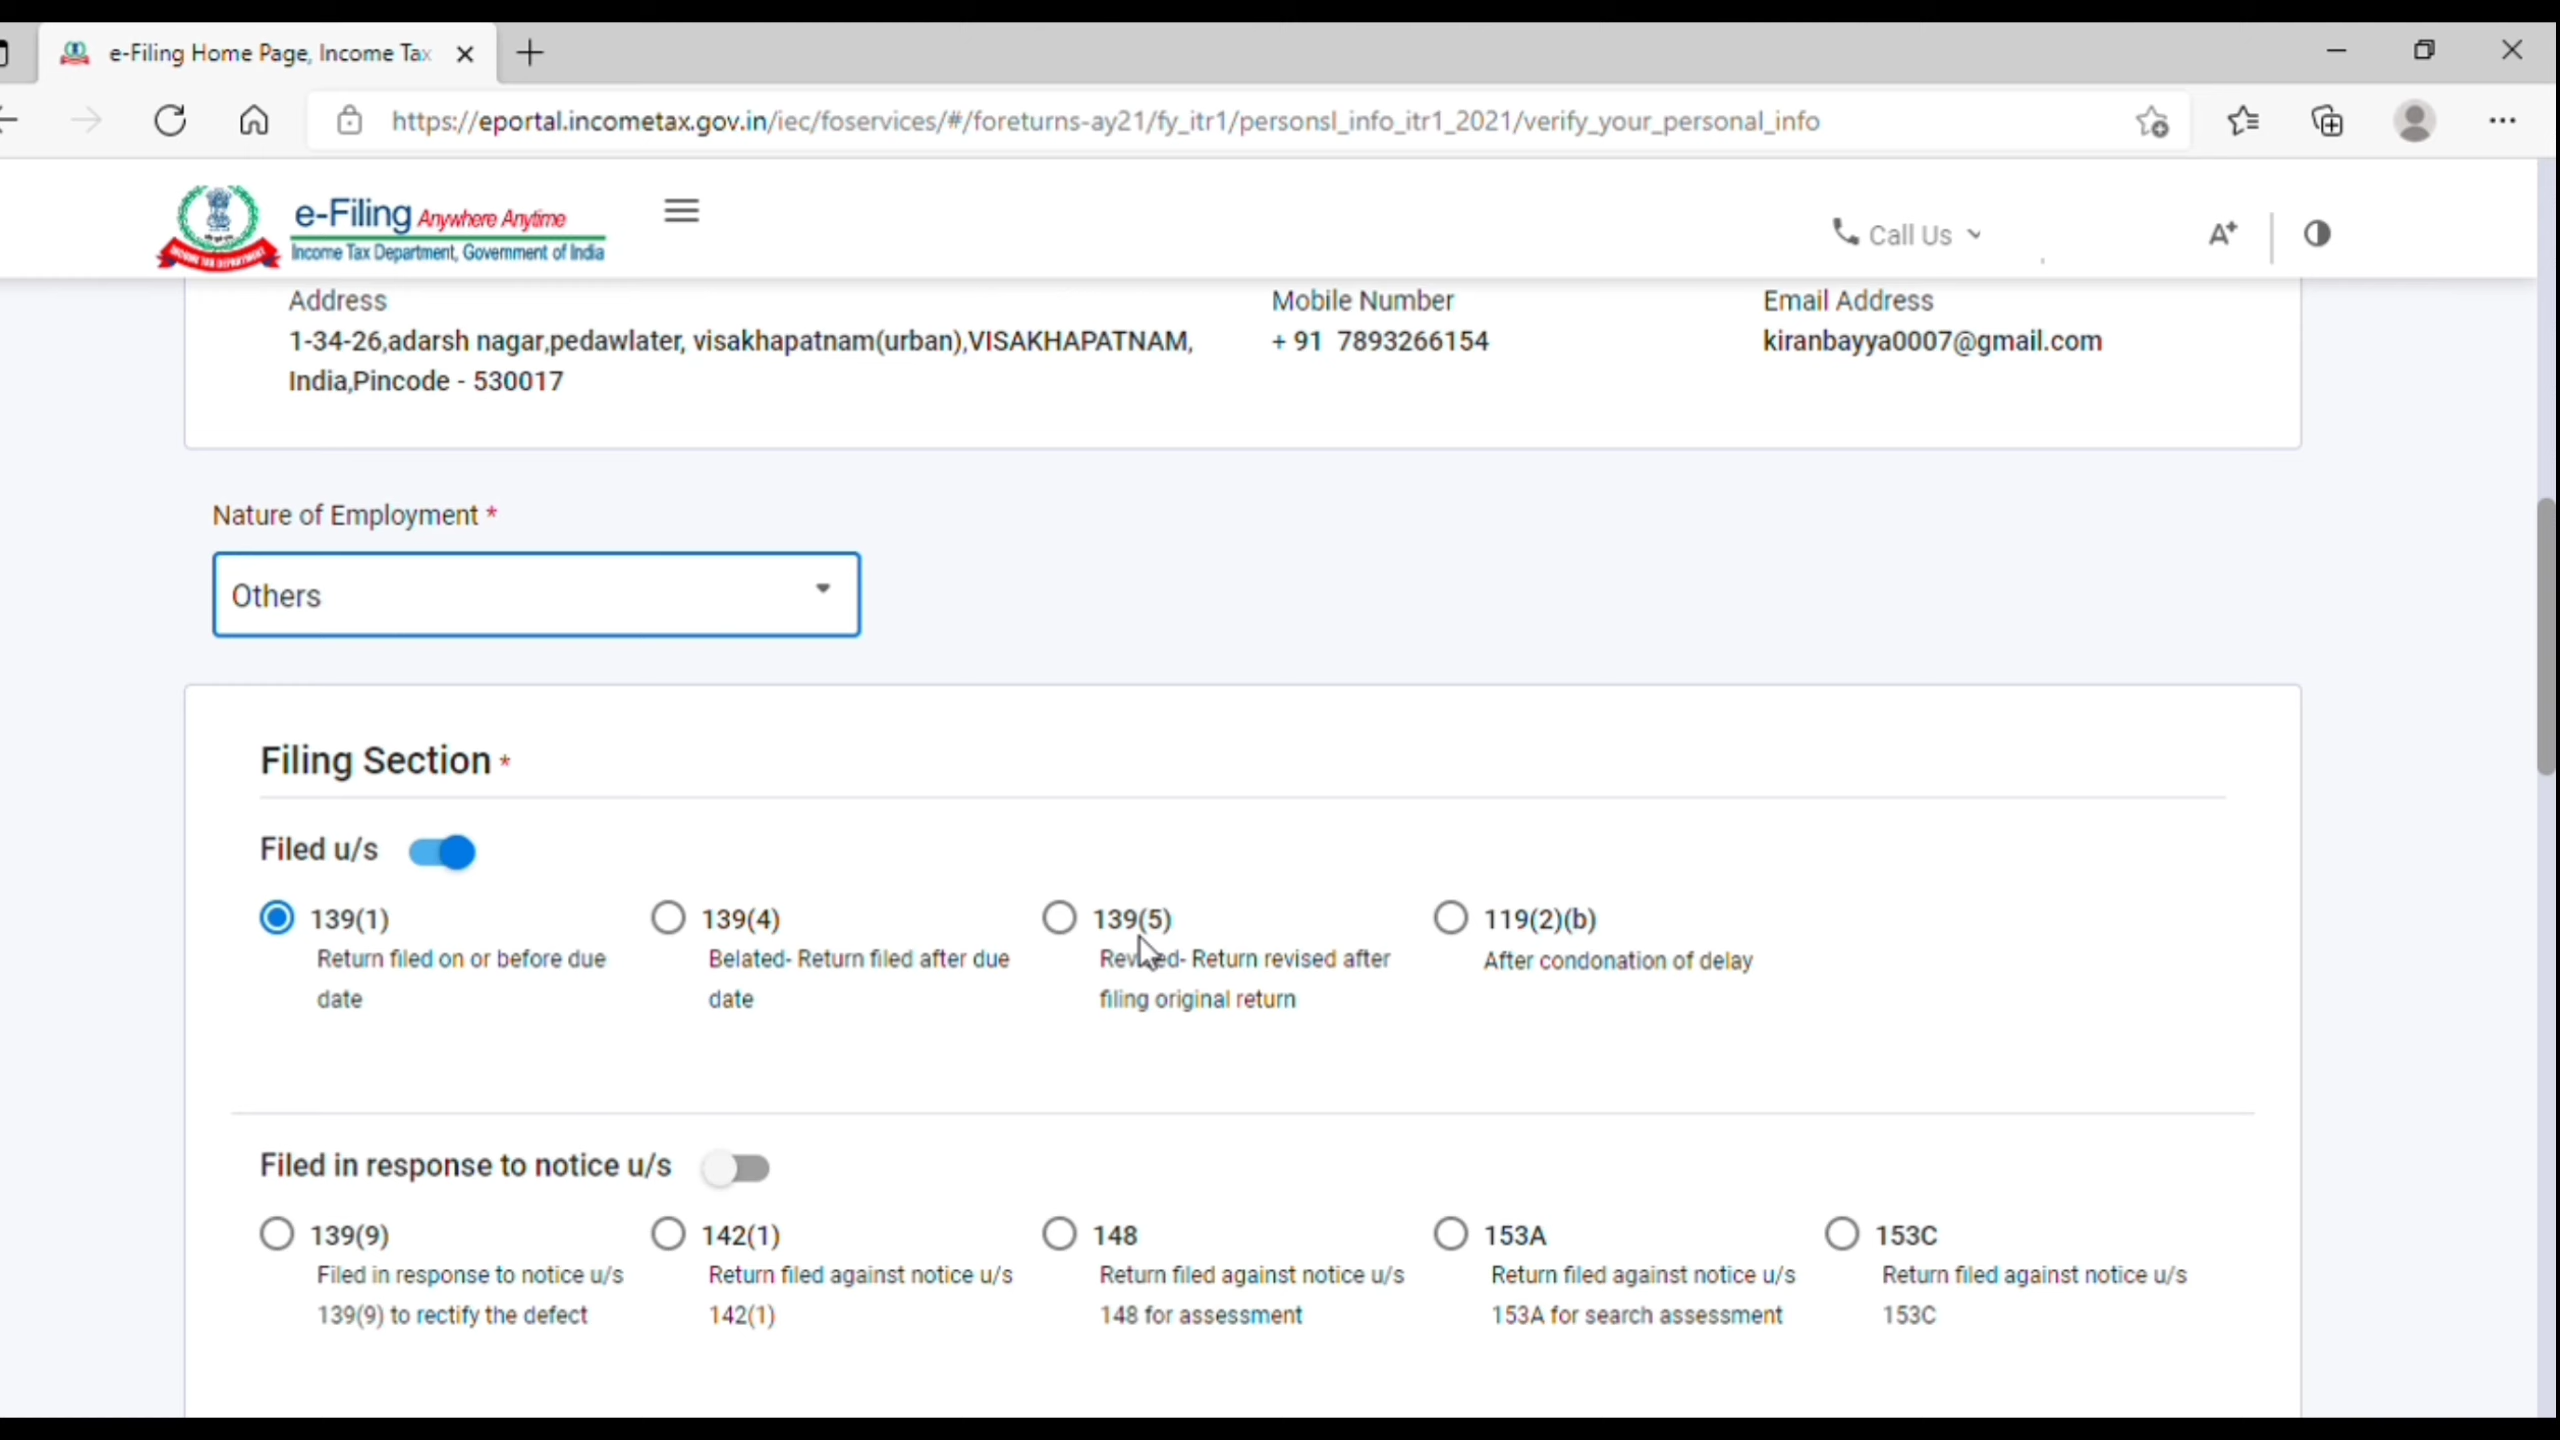 e-Filing Home Page, Income Tax
https://eportal.incometax.gov.in/iec/foservices/#/foreturns-ay21/fy_itr1/personsl_info_itr1_2021/verify_your_personal_info
e-Filing Anywhere Anytime
Income Tax Department, Government of India
INCOME TAX DEPARTMENT
Call Us
A+
Address
1-34-26,adarsh nagar,pedawlater, visakhapatnam(urban),VISAKHAPATNAM,
India,Pincode - 530017
Mobile Number
+ 91 7893266154
Email Address
kiranbayya0007@gmail.com
Nature of Employment *
Others
Filing Section *
Filed u/s
139(1)
Return filed on or before due
date
139(4)
Belated- Return filed after due
date
139(5)
Revised- Return revised after
filing original return
119(2)(b)
After condonation of delay
Filed in response to notice u/s
139(9)
Filed in response to notice u/s
139(9) to rectify the defect
142(1)
Return filed against notice u/s
142(1)
148
Return filed against notice u/s
148 for assessment
153A
Return filed against notice u/s
153A for search assessment
153C
Return filed against notice u/s
153C